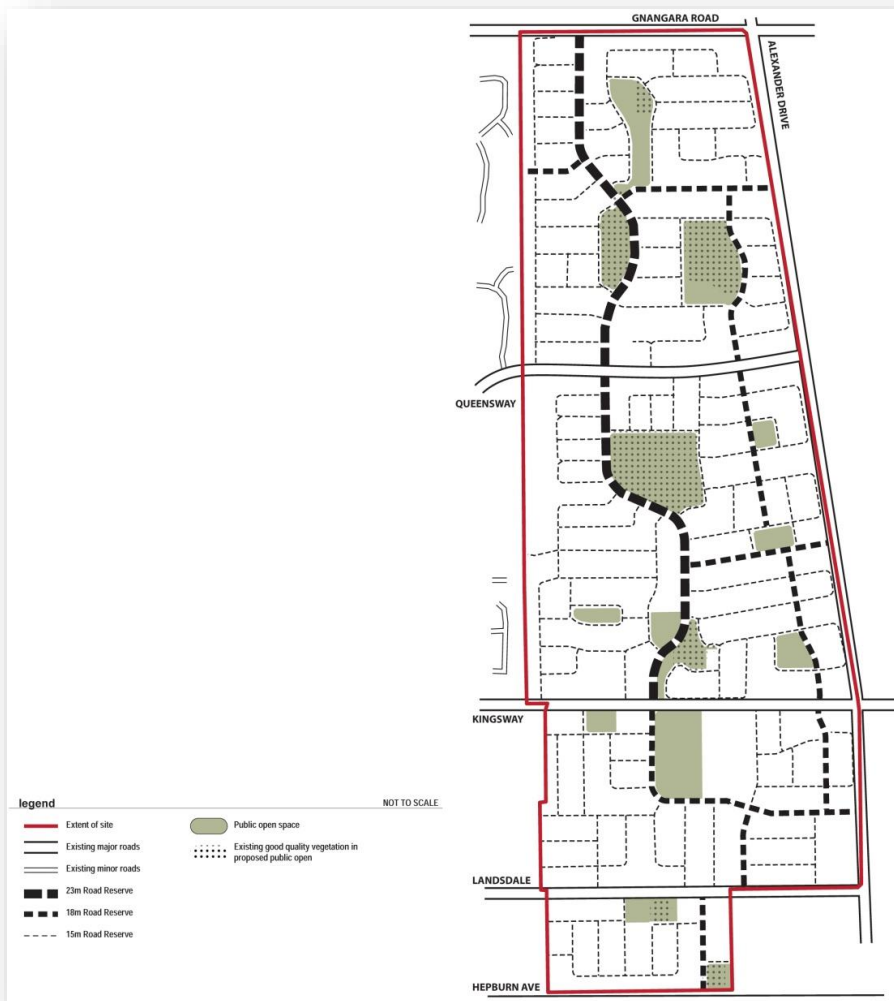 GNANGARA ROAD
ALEXANDER DRIVE
QUEENSWAY
KINGSWAY
LANDSDALE
HEPBURN AVE
legend
NOT TO SCALE
Extent of site
Existing major roads
Existing minor roads
23m Road Reserve
18m Road Reserve
15m Road Reserve
Public open space
Existing good quality vegetation in
proposed public open